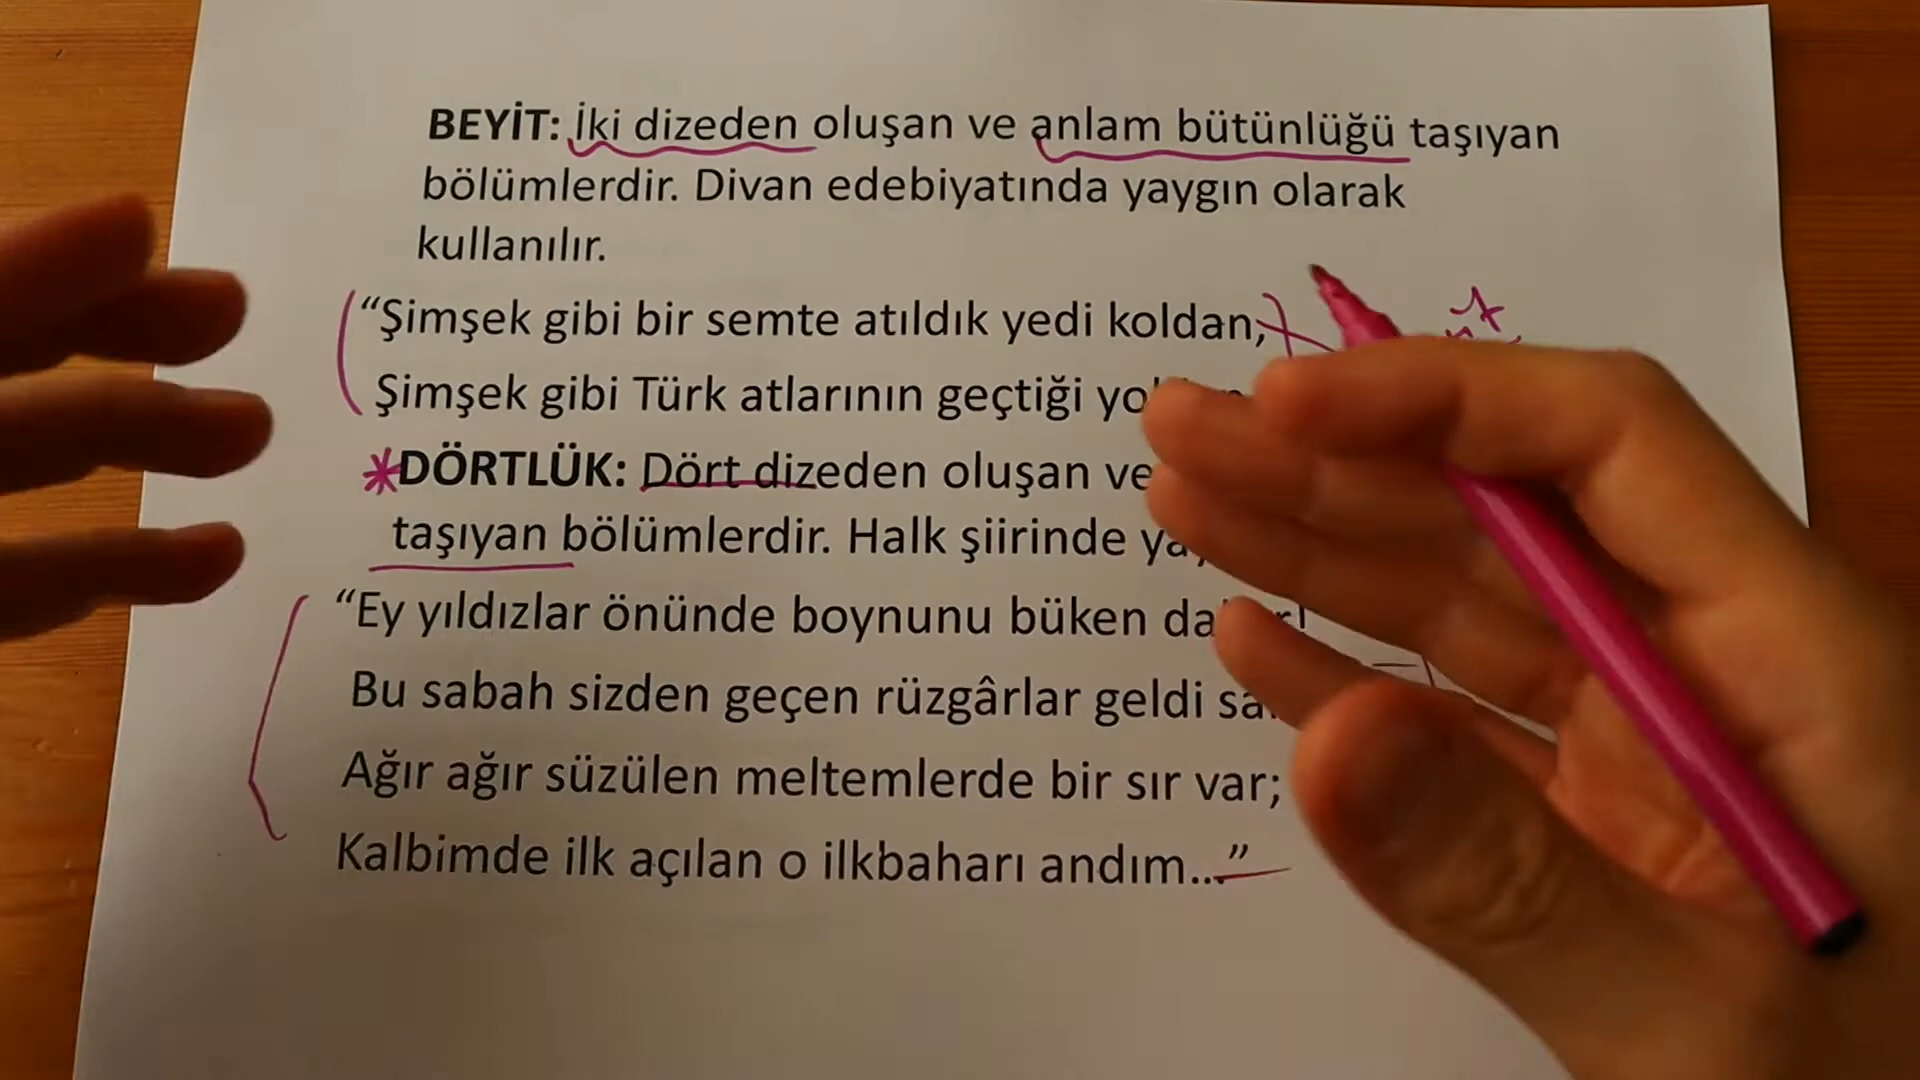 BEYİT: İki dizeden oluşan ve anlam bütünlüğü taşıyan
bölümlerdir. Divan edebiyatında yaygın olarak
kullanılır.
“Şimşek gibi bir semte atıldık yedi koldan;
Şimşek gibi Türk atlarının geçtiği
*DÖRTLÜK: Dört dizeden oluşan ve
taşıyan bölümlerdir. Halk şiirinde
“Ey yıldızlar önünde boynunu büken
Bu sabah sizden geçen rüzgârlar geldi
Ağır ağır süzülen meltemlerde bir sır var;
Kalbimde ilk açılan o ilkbaharı andım...”